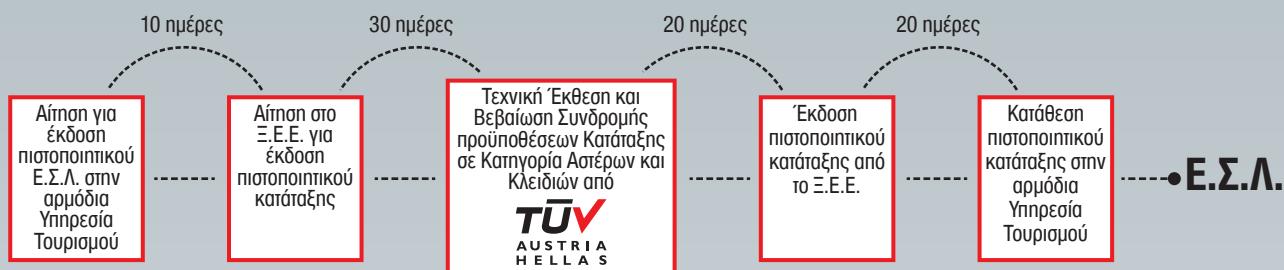 10 ημέρες
30 ημέρες
20 ημέρες
20 ημέρες
Αίτηση για
έκδοση
πιστοποιητικού
Ε.Σ.Λ. στην
αρμόδια
Υπηρεσία
Τουρισμού
Αίτηση στο
Ξ.Ε.Ε. για
έκδοση
πιστοποιητικού
κατάταξης
Τεχνική Έκθεση και
Βεβαίωση Συνδρομής
προϋποθέσεων Κατάταξης
σε Κατηγορία Αστέρων και
Κλειδιών από
TÜV
AUSTRIA
HELLAS
Έκδοση
πιστοποιητικού
κατάταξης από
το Ξ.Ε.Ε.
Κατάθεση
πιστοποιητικού
κατάταξης στην
αρμόδια
Υπηρεσία
Τουρισμού
Ε.Σ.Λ.